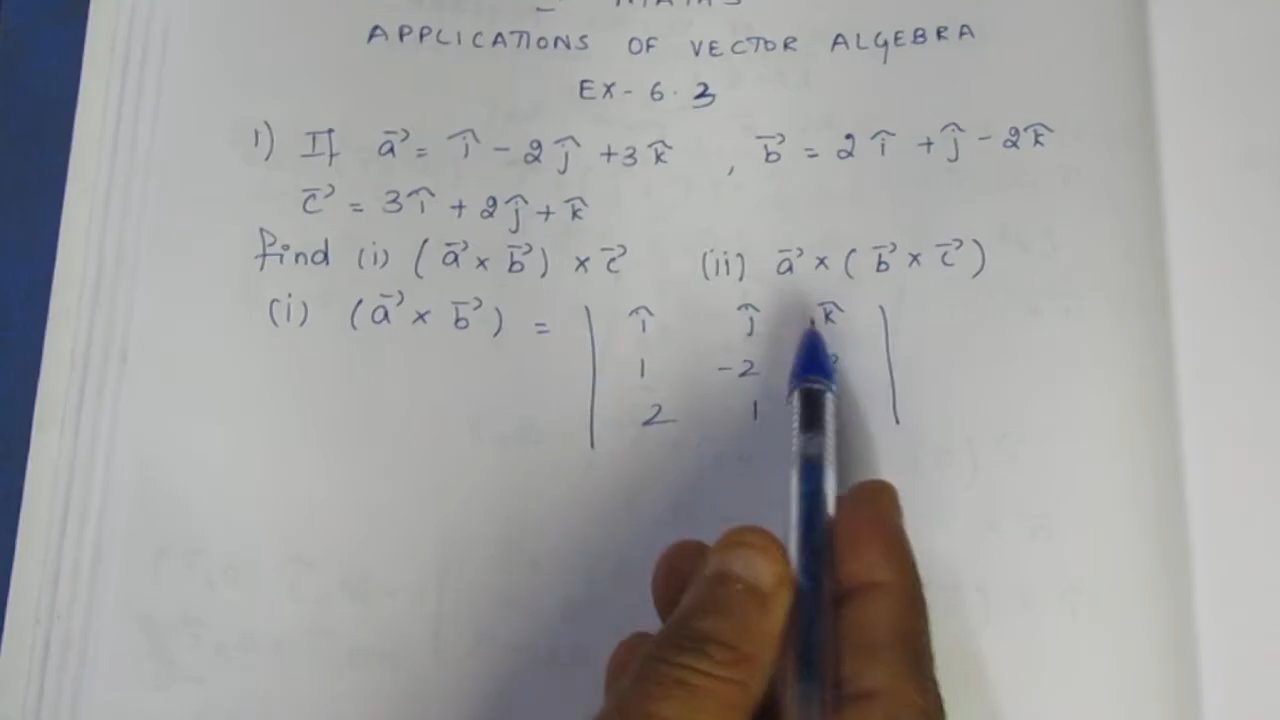 APPLICATIONS OF VECTOR ALGEBRA
EX - 6.3
1) If a⃗ = î - 2ĵ + 3k̂ , b⃗ = 2î + ĵ - 2k̂
c⃗ = 3î + 2ĵ + k̂
find (i) (a⃗ × b⃗) × c⃗ (ii) a⃗ × (b⃗ × c⃗)
(i) (a⃗ × b⃗) = | î ĵ k̂ |
1 -2
2 1